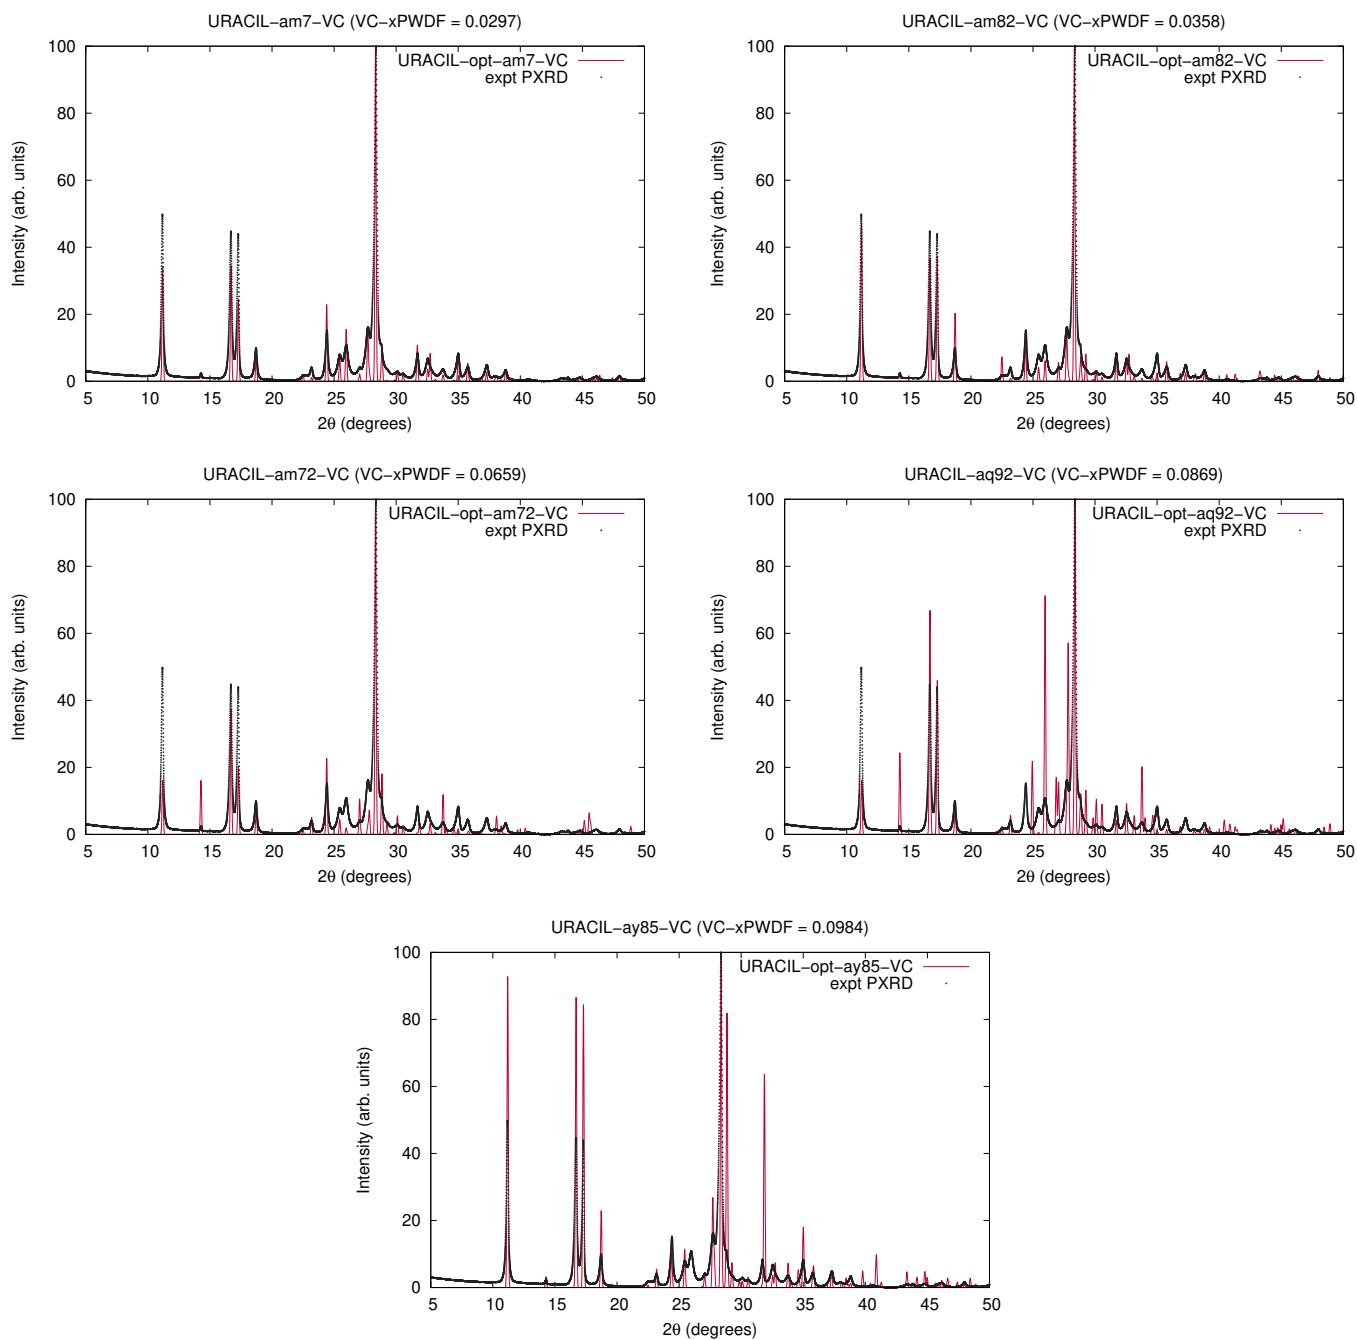 URACIL−am7−VC (VC−xPWDF = 0.0297)
URACIL−opt−am7−VC
expt PXRD
Intensity (arb. units)
100
80
60
40
20
0
5 10 15 20 25 30 35 40 45 50
2θ (degrees)
URACIL−am82−VC (VC−xPWDF = 0.0358)
URACIL−opt−am82−VC
expt PXRD
Intensity (arb. units)
100
80
60
40
20
0
5 10 15 20 25 30 35 40 45 50
2θ (degrees)
URACIL−am72−VC (VC−xPWDF = 0.0659)
URACIL−opt−am72−VC
expt PXRD
Intensity (arb. units)
100
80
60
40
20
0
5 10 15 20 25 30 35 40 45 50
2θ (degrees)
URACIL−aq92−VC (VC−xPWDF = 0.0869)
URACIL−opt−aq92−VC
expt PXRD
Intensity (arb. units)
100
80
60
40
20
0
5 10 15 20 25 30 35 40 45 50
2θ (degrees)
URACIL−ay85−VC (VC−xPWDF = 0.0984)
URACIL−opt−ay85−VC
expt PXRD
Intensity (arb. units)
100
80
60
40
20
0
5 10 15 20 25 30 35 40 45 50
2θ (degrees)